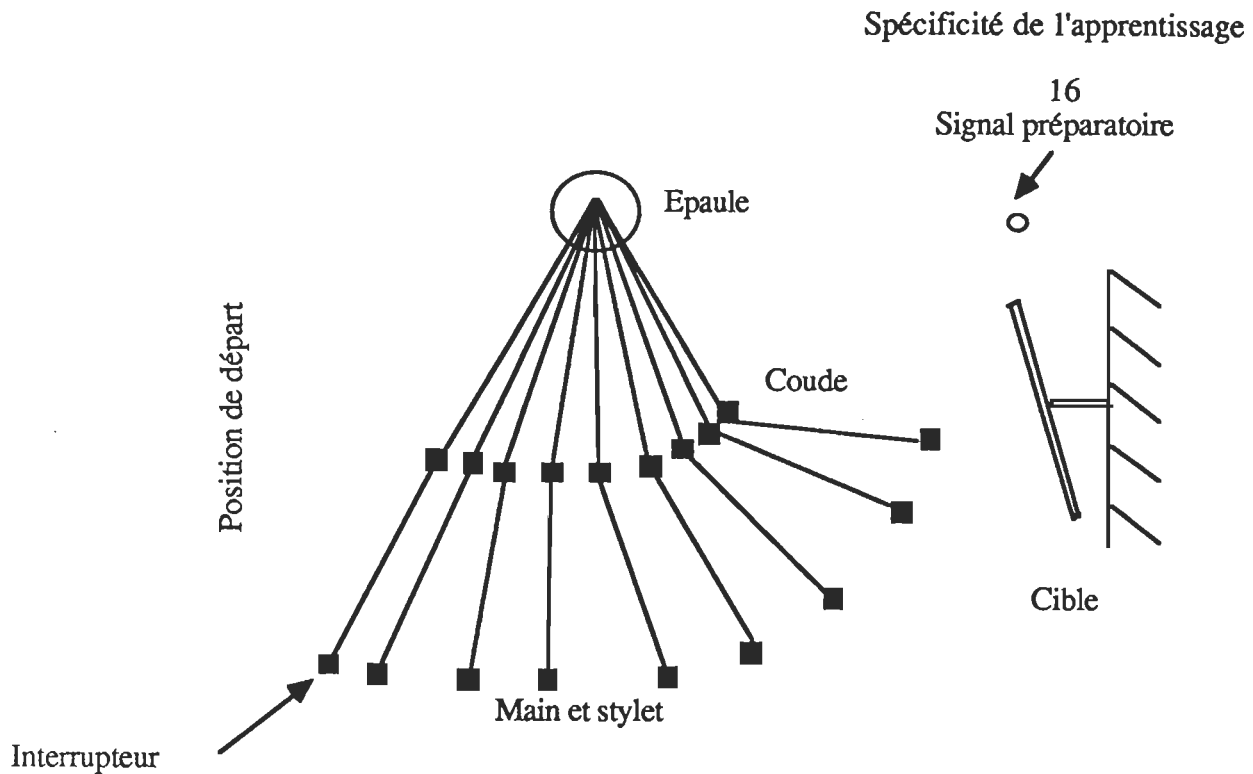 Spécificité de l'apprentissage
16
Signal préparatoire
Epaule
Position de départ
Coude
Cible
Main et stylet
Interrupteur